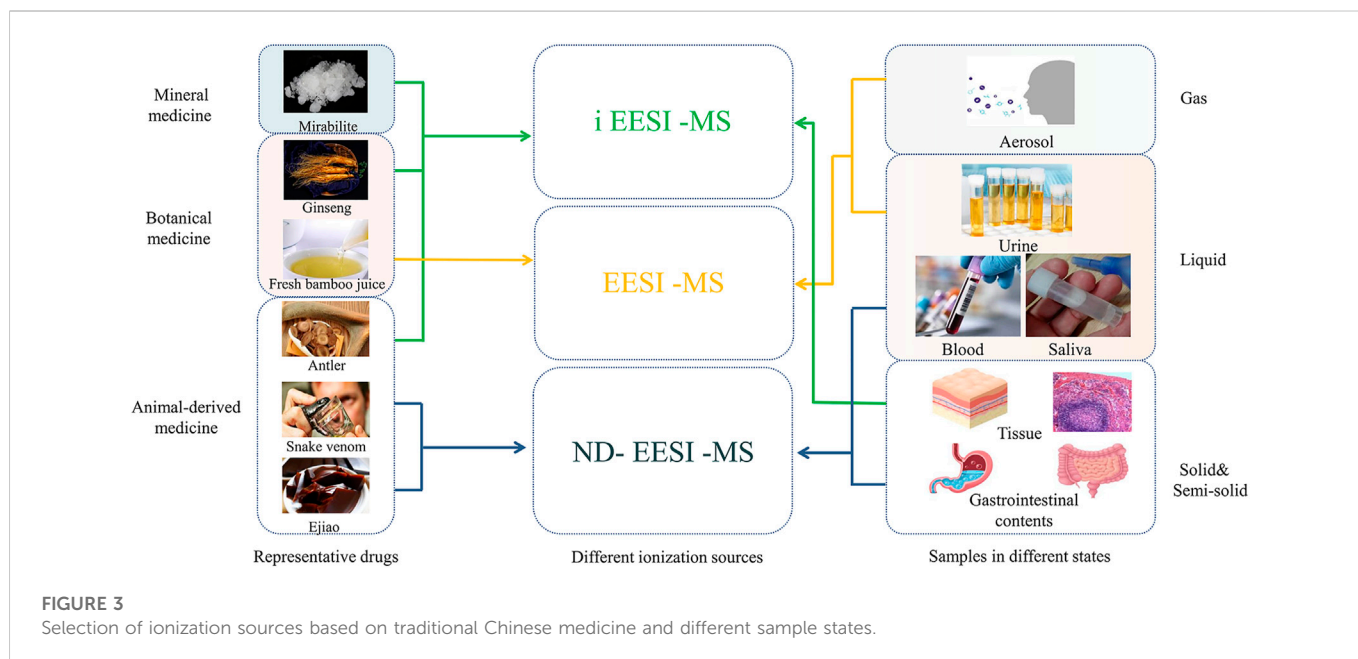 Mineral
medicine
Mirabilite
Botanical
medicine
Ginseng
Fresh bamboo juice
Animal-derived
medicine
Antler
Snake venom
Ejiao
Representative drugs
i EESI -MS
EESI -MS
ND- EESI -MS
Different ionization sources
Aerosol
Gas
Urine
Blood
Saliva
Liquid
Tissue
Gastrointestinal
contents
Solid&
Semi-solid
Samples in different states
FIGURE 3
Selection of ionization sources based on traditional Chinese medicine and different sample states.